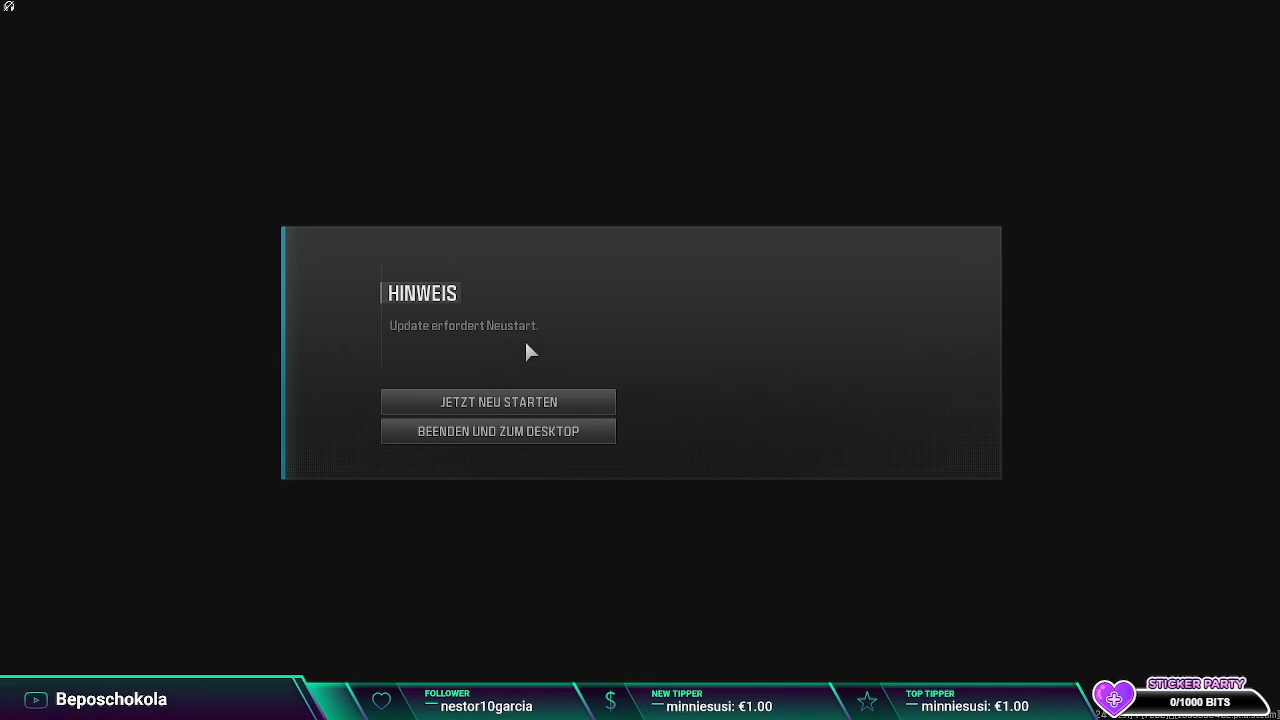 HINWEIS
Update erfordert Neustart.
JETZT NEU STARTEN
BEENDEN UND ZUM DESKTOP
STICKER PARTY
Beposchokola
FOLLOWER
nestor10garcia
$
NEW TIPPER
minniesusi: €1.00
TOP TIPPER
minniesusi: €1.00
0/1000 BITS